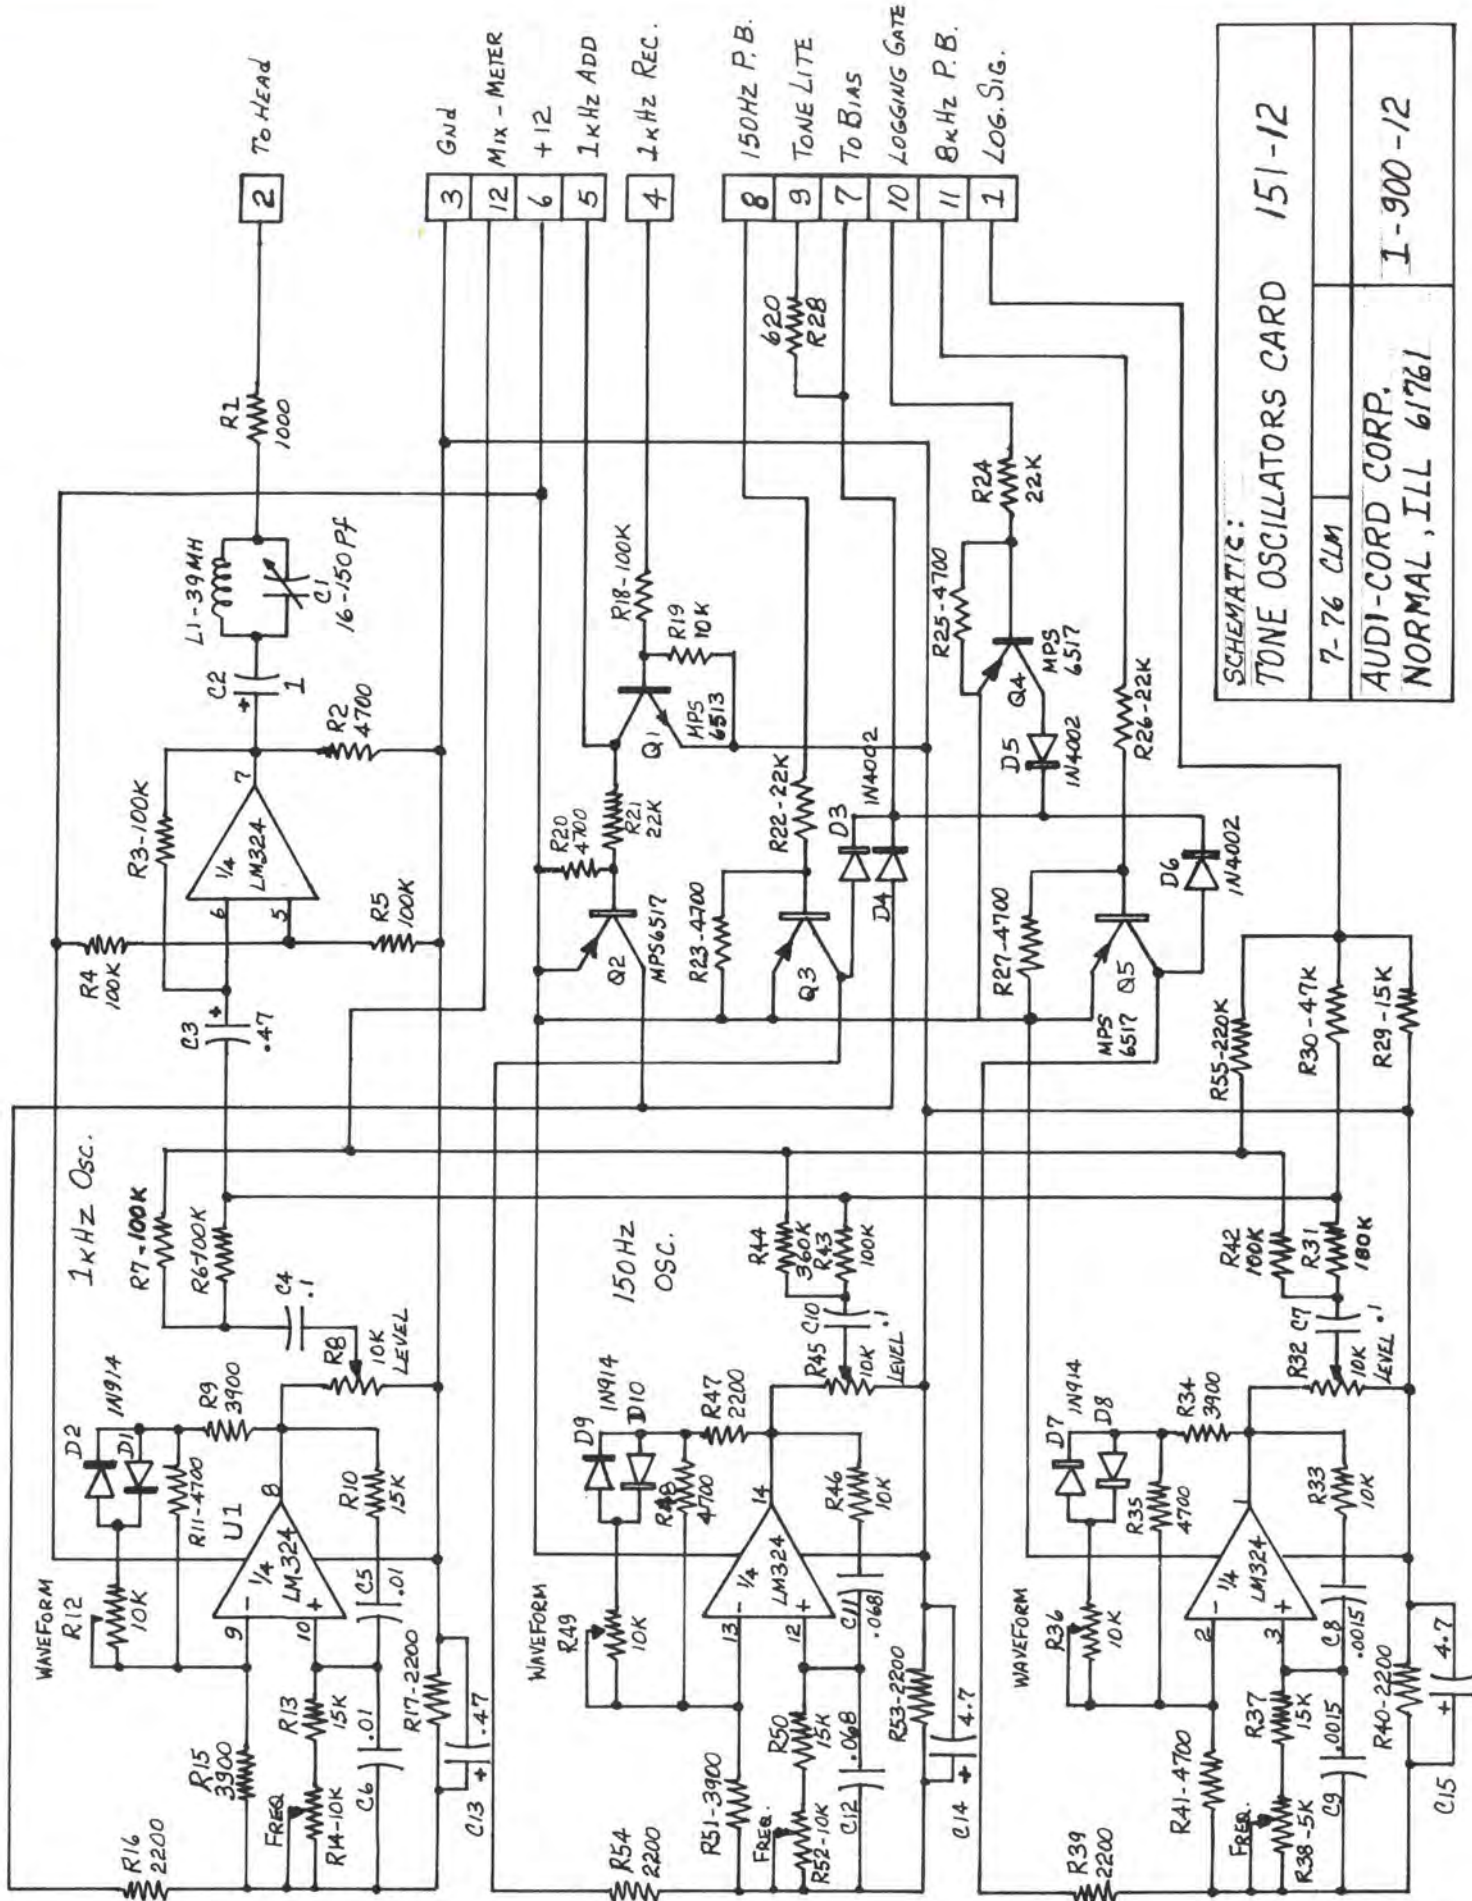 To HEAd
2
R1
1000
L1-39MH
C1
16-150Pf
C2
1
+
R2
4700
R3-100K
7
1/4
LM324
6
5
R4
100K
R5
100K
C3
+
.47
GNd
3
MIX-METER
12
+12
6
1kHz ADD
5
1kHz REC.
4
R18-100K
R19
10K
MPS
6513
Q1
R20
4700
R21
22K
Q2
MPS6517
150HZ P.B.
8
TONE LITE
9
To BIAS
7
LOGGING GATE
10
8kHz P.B.
11
LOG. SIG.
1
620
R28
R24
22K
R25-4700
Q4
MPS
6517
D5
1N4002
R22-22K
D3
1N4002
D4
R23-4700
Q3
R26-22K
R27-4700
D6
1N4002
Q5
MPS
6517
R55-220K
R30-47K
R29-15K
1kHz Osc.
R7-100K
R6-100K
C4
.1
R8
10K
LEVEL
D2
D1
1N914
R9
3900
R11-4700
U1
8
R10
15K
WAVEFORM
R12
10K
1/4
LM324
9
-
10
+
C5
.01
R13
15K
R17-2200
R15
3900
C6
.01
FREQ
R14-10K
R16
2200
C13
+
.47
150Hz
OSC.
R44
360K
R43
100K
R45
C10
.1
10K
LEVEL
D9
1N914
D10
R47
2200
R48
4700
14
R46
10K
WAVEFORM
R49
10K
1/4
LM324
13
-
12
+
C11
.068
R50
15K
R53-2200
R51-3900
C12
.068
FREQ.
R52-10K
R54
2200
C14
+
4.7
R42
100K
R31
180K
R32
C7
.1
10K
LEVEL
D7
1N914
D8
R34
3900
R35
4700
1
R33
10K
WAVEFORM
R36
10K
1/4
LM324
2
-
3
+
C8
.0015
R37
15K
R40-2200
R41-4700
C9
.0015
FREQ.
R38-5K
R39
2200
C15
+
4.7
SCHEMATIC:
TONE OSCILLATORS CARD 151-12
7-76 CLM
AUDI-CORD CORP.
NORMAL, ILL 61761
1-900-12